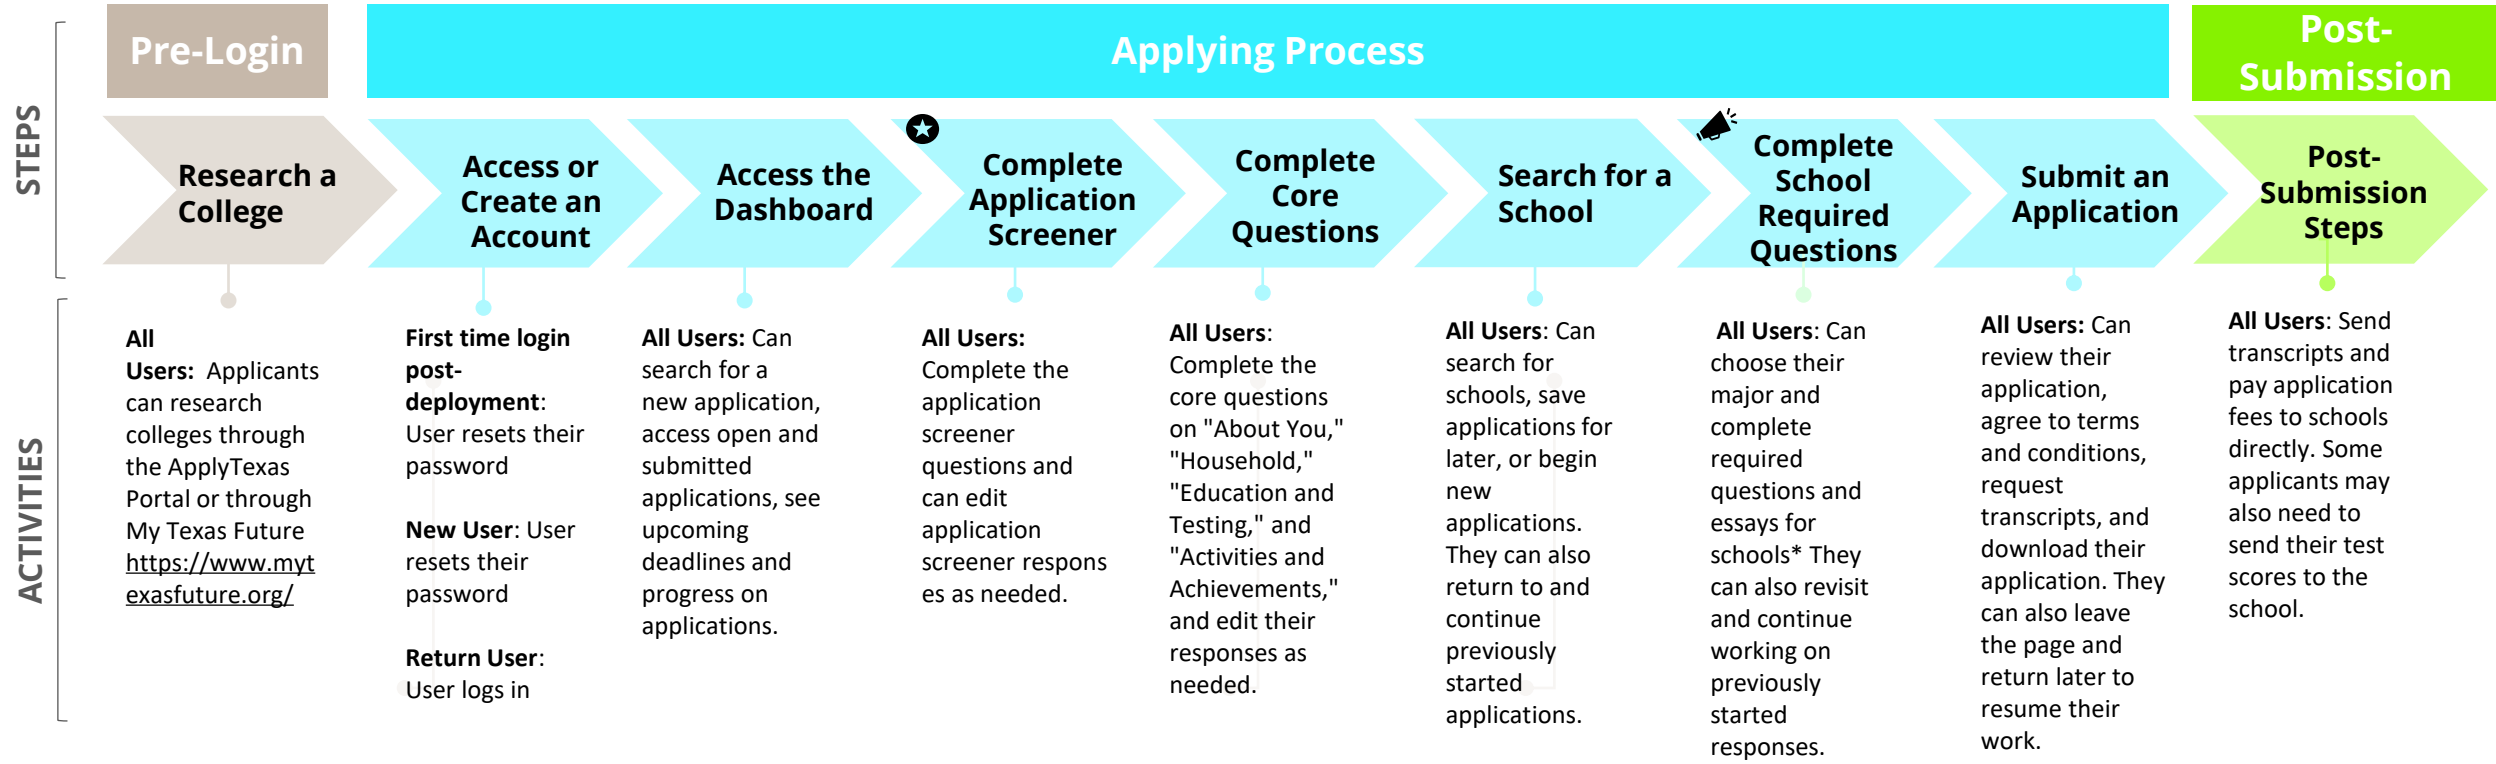 Pre-Login
Applying Process
Post-
Submission
STEPS
Research a
College
Access or
Create an
Account
Access the
Dashboard
Complete
Application
Screener
Complete
Core
Questions
Search for a
School
Complete
School
Required
Questions
Submit an
Application
Post-
Submission
Steps
ACTIVITIES
All
Users:  Applicants
can research
colleges through
the ApplyTexas
Portal or through
My Texas Future
https://www.myt
exasfuture.org/
First time login
post-
deployment:
User resets their
password
New User: User
resets their
password
Return User:
User logs in
All Users: Can
search for a
new application,
access open and
submitted
applications, see
upcoming
deadlines and
progress on
applications.
All Users:
Complete the
application
screener
questions and
can edit
application
screener respons
es as needed.
All Users:
Complete the
core questions
on "About You,"
"Household,"
"Education and
Testing," and
"Activities and
Achievements,"
and edit their
responses as
needed.
All Users: Can
search for
schools, save
applications for
later, or begin
new
applications.
They can also
return to and
continue
previously
started
applications.
All Users: Can
choose their
major and
complete
required
questions and
essays for
schools* They
can also revisit
and continue
working on
previously
started
responses.
All Users: Can
review their
application,
agree to terms
and conditions,
request
transcripts, and
download their
application. They
can also leave
the page and
return later to
resume their
work.
All Users: Send
transcripts and
pay application
fees to schools
directly. Some
applicants may
also need to
send their test
scores to the
school.